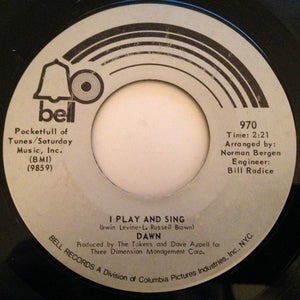 bell
Pocketfull of
Tunes/Saturday
Music, Inc.
(BMI)
(9859)
970
Time: 2:21
Arranged by:
Norman Bergen
Engineer:
Bill Radice
I PLAY AND SING
(Irwin Levine-L. Russell Brown)
DAWN
Produced by The Tokens and Dave Appell for
Three Dimension Management Corp.
BELL RECORDS A Division of Columbia Pictures Industries, Inc., N.Y.C.